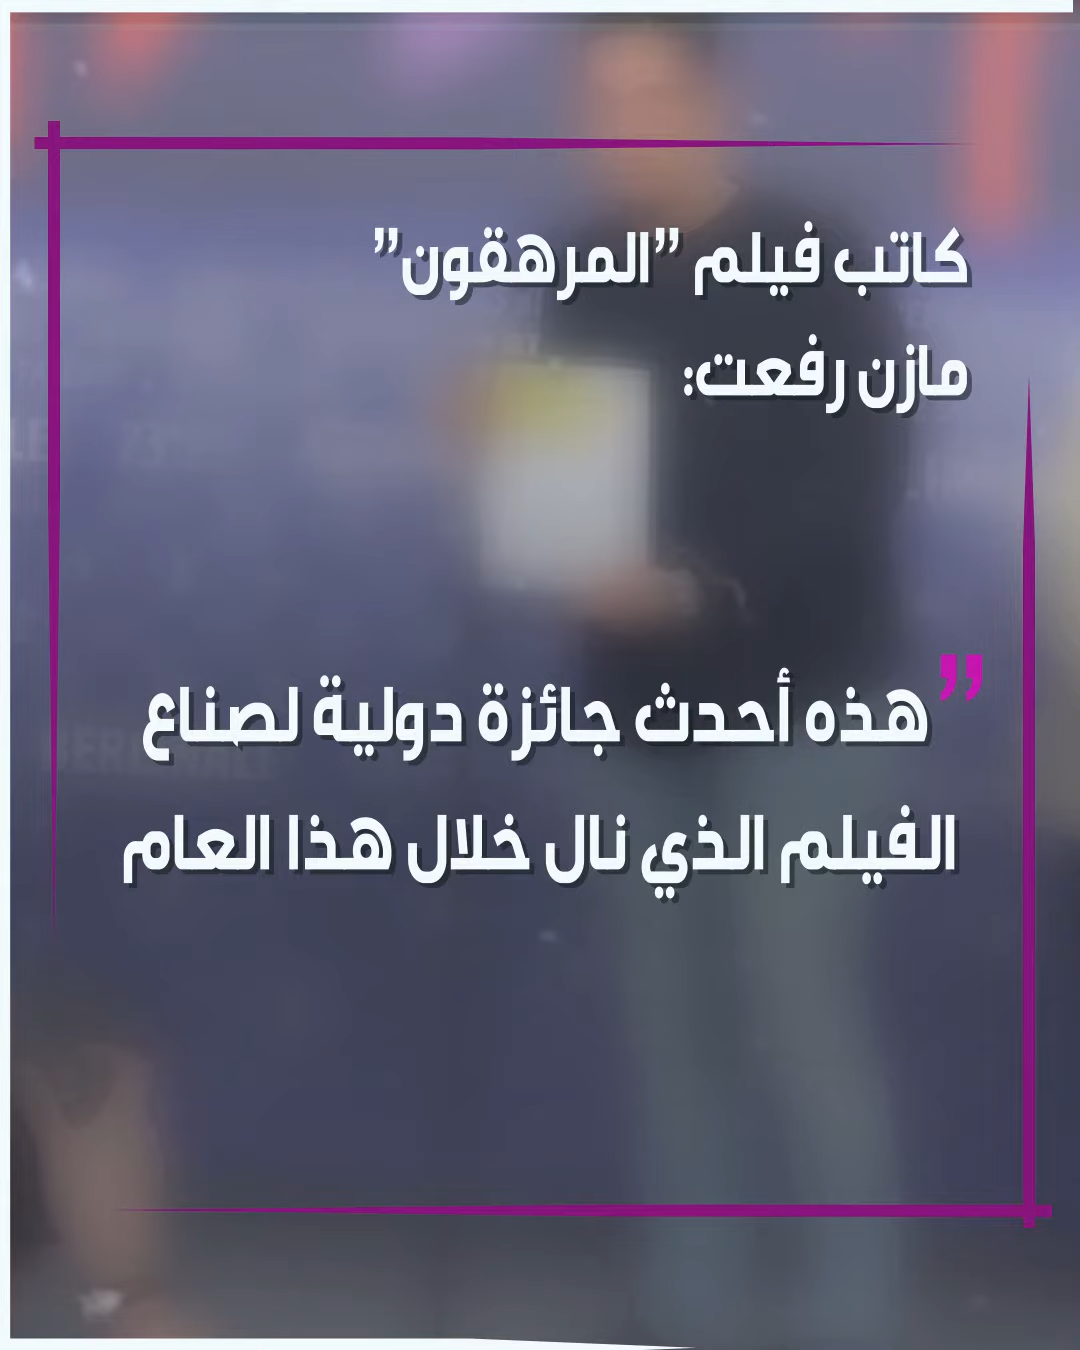 كاتب فيلم "المرهقون"
مازن رفعت:
" هذه أحدث جائزة دولية لصناع
الفيلم الذي نال خلال هذا العام